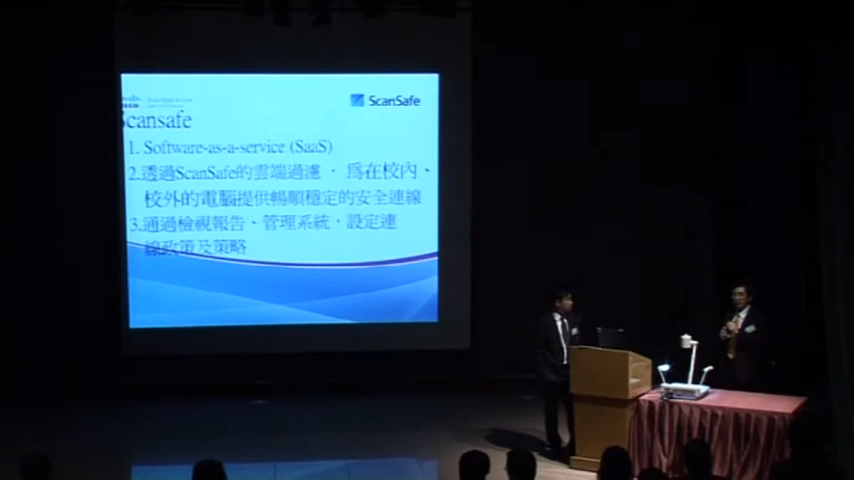 ScanSafe
Scansafe
1. Software-as-a-service (SaaS)
2.透過ScanSafe的雲端過濾，為在校內、
校外的電腦提供暢順穩定的安全連線
3.通過檢視報告、管理系統，設定連
線政策及策略